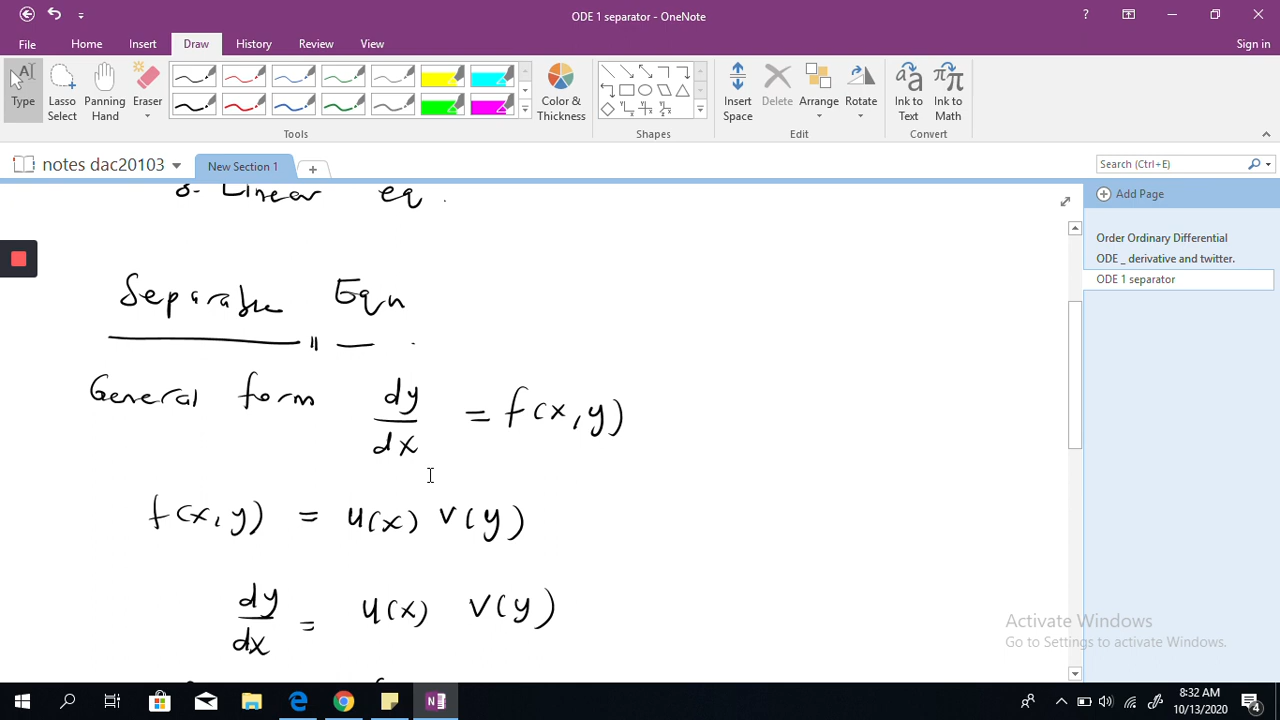 ODE 1 separator - OneNote
?
File Home Insert Draw History Review View Sign in
Type Lasso Select Panning Hand Eraser Color & Thickness Insert Space Delete Arrange Rotate Ink to Text Ink to Math
Tools Shapes Edit Convert
notes dac20103 New Section 1 Search (Ctrl+E)
Add Page
Order Ordinary Differential
ODE _ derivative and twitter.
ODE 1 separator
Linear eq.
Separable Eqn
General form dy/dx = f(x,y)
f(x,y) = u(x) v(y)
dy/dx = u(x) v(y)
Activate Windows
Go to Settings to activate Windows.
8:32 AM
10/13/2020
4